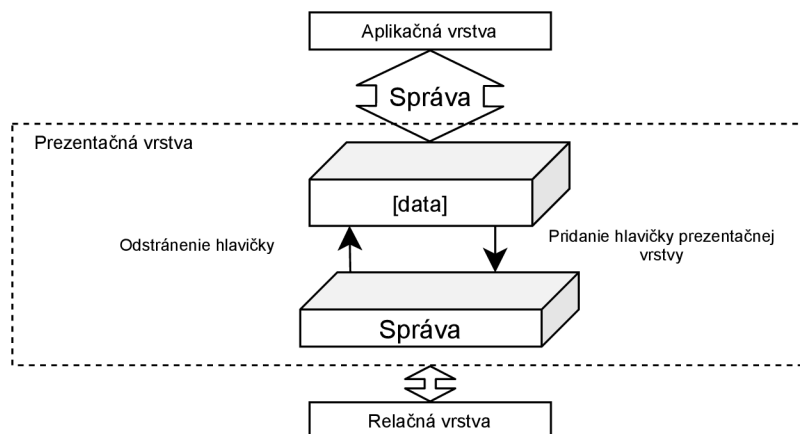 Aplikačná vrstva
Správa
Prezentačná vrstva
[data]
Odstránenie hlavičky
Pridanie hlavičky prezentačnej
vrstvy
Správa
Relačná vrstva